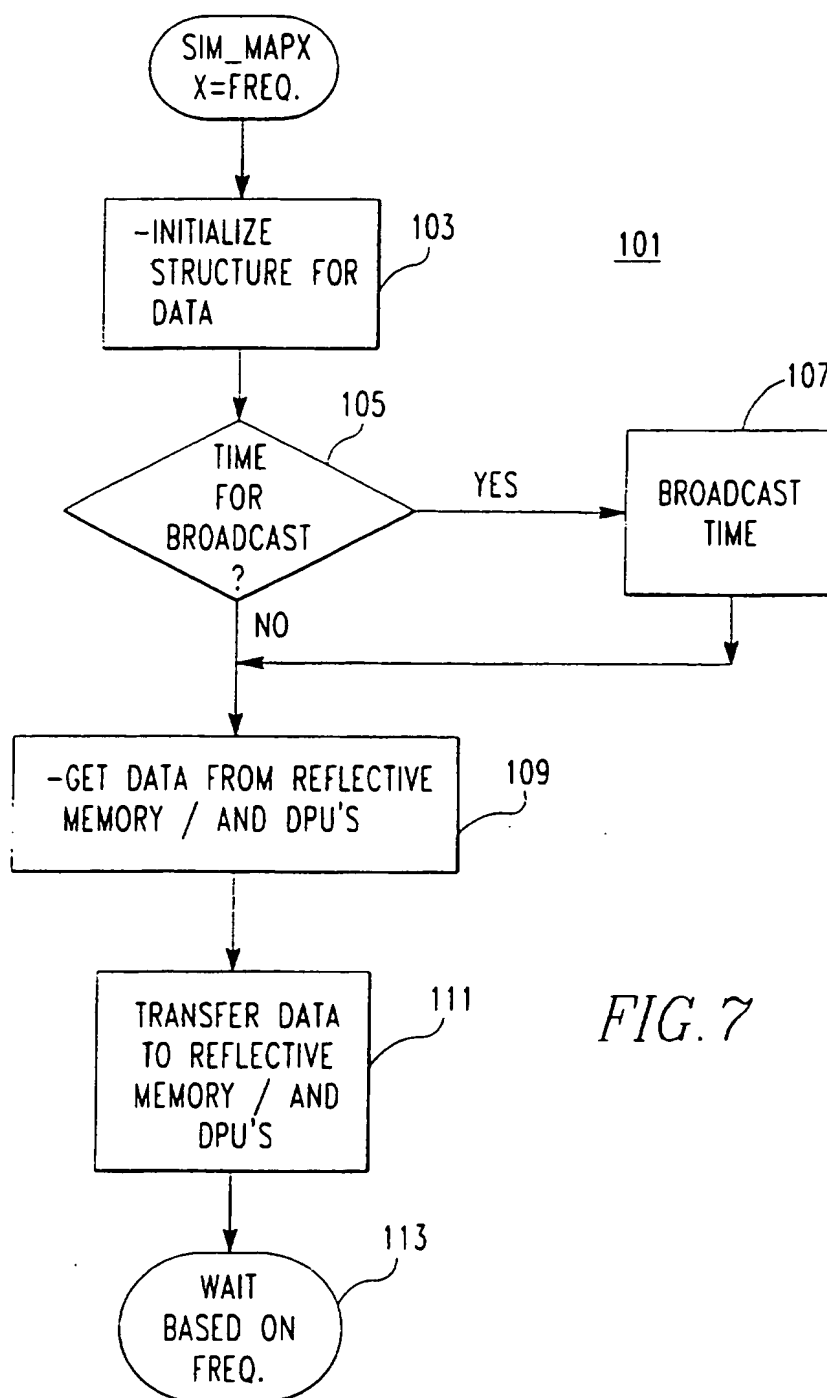 SIM_MAPX
X=FREQ.
-INITIALIZE
STRUCTURE FOR
DATA
103
101
105
TIME
FOR
BROADCAST
?
YES
NO
107
BROADCAST
TIME
-GET DATA FROM REFLECTIVE
MEMORY / AND DPU'S
109
TRANSFER DATA
TO REFLECTIVE
MEMORY / AND
DPU'S
111
FIG. 7
113
WAIT
BASED ON
FREQ.